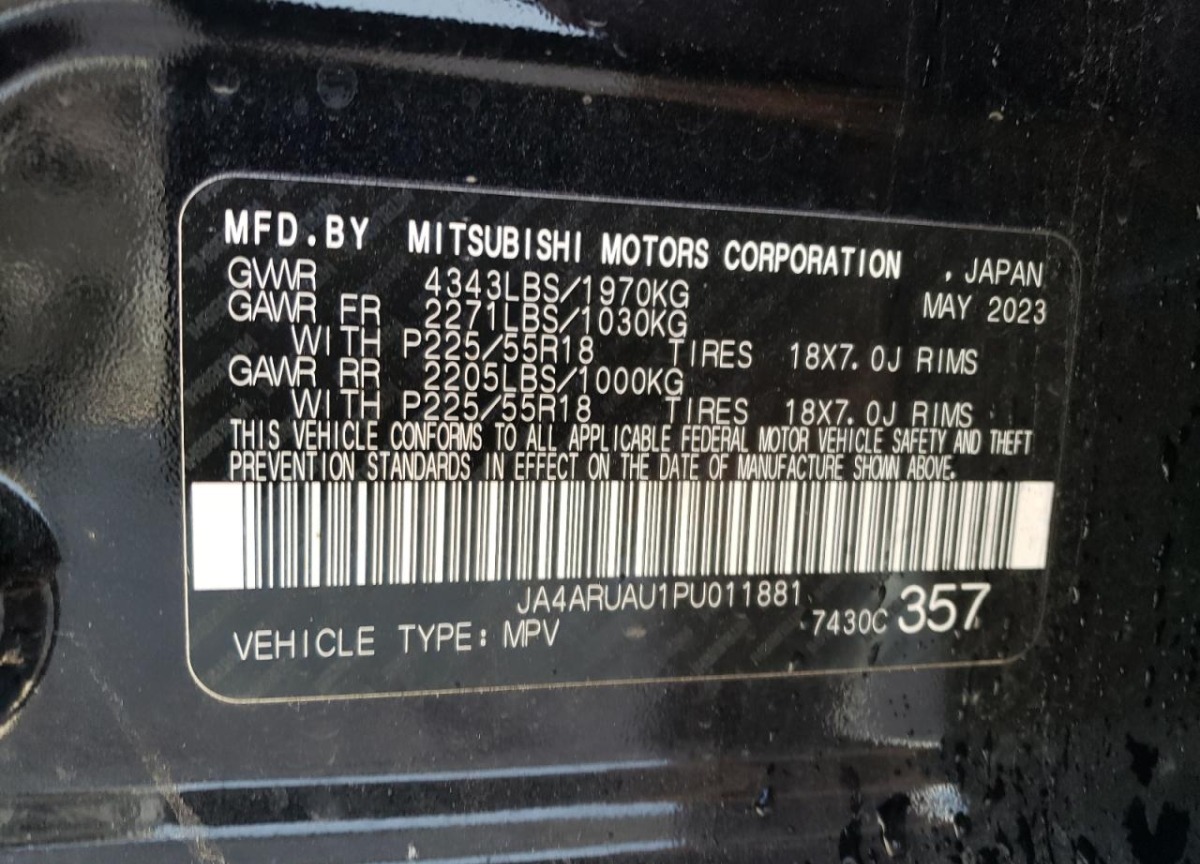 MFD.BY MITSUBISHI MOTORS CORPORATION . JAPAN
GVWR 4343LBS/1970KG MAY 2023
GAWR FR 2271LBS/1030KG
WITH P225/55R18 TIRES 18X7.0J RIMS
GAWR RR 2205LBS/1000KG
WITH P225/55R18 TIRES 18X7.0J RIMS
THIS VEHICLE CONFORMS TO ALL APPLICABLE FEDERAL MOTOR VEHICLE SAFETY AND THEFT
PREVENTION STANDARDS IN EFFECT ON THE DATE OF MANUFACTURE SHOWN ABOVE.
JA4ARUAU1PU011881
VEHICLE TYPE: MPV 7430C 357